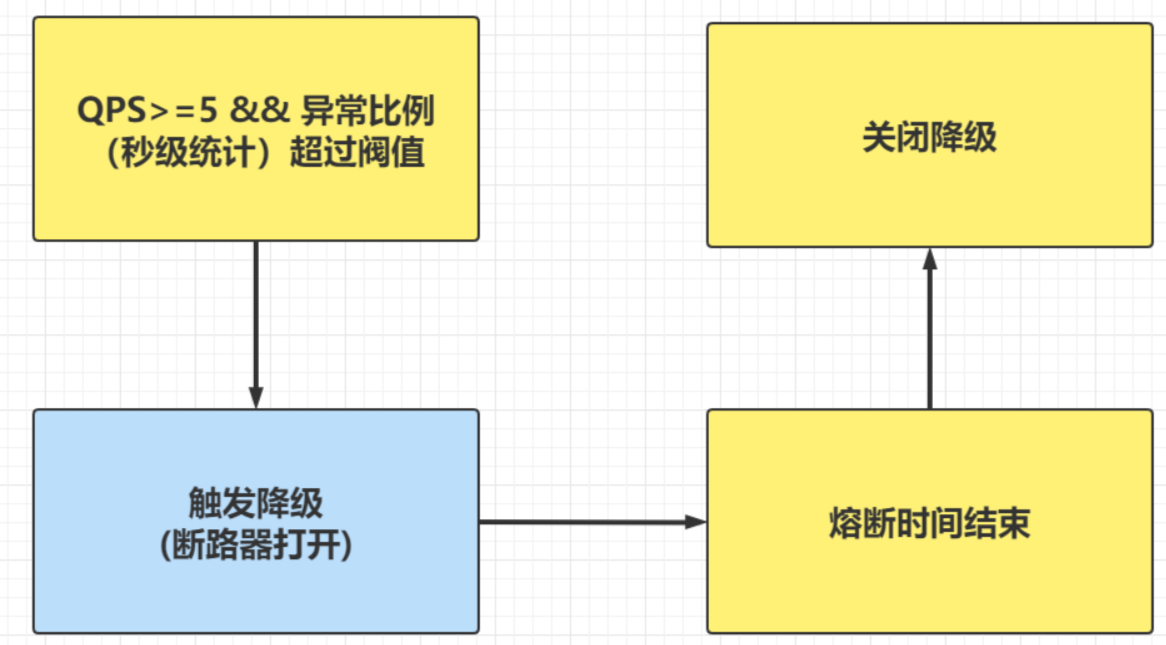 QPS>=5 && 异常比例
（秒级统计）超过阀值
触发降级
(断路器打开)
熔断时间结束
关闭降级